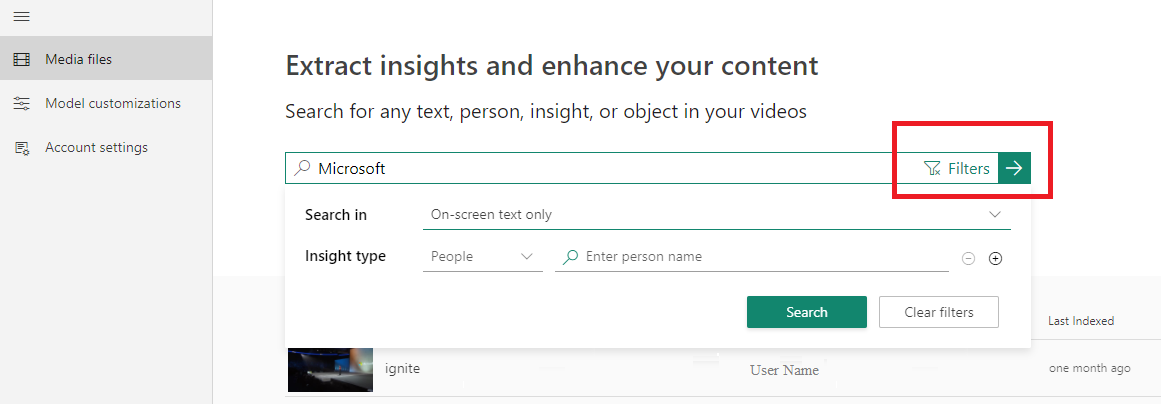 Media files
Model customizations
Account settings
Extract insights and enhance your content
Search for any text, person, insight, or object in your videos
Microsoft
Filters
Search in
On-screen text only
Insight type
People
Enter person name
Search
Clear filters
Last Indexed
ignite
User Name
one month ago